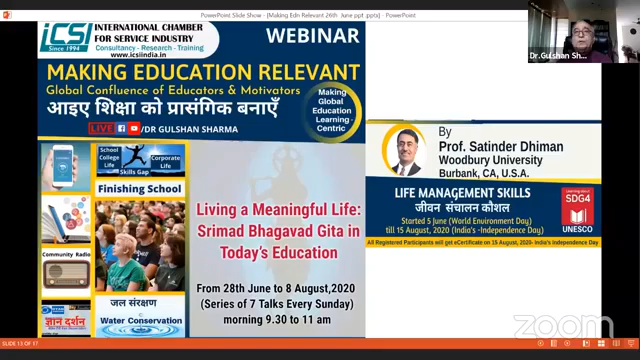 PowerPoint Slide Show - [Making Edn Relevant 26th June ppt .pptx] - PowerPoint
iCSi
Since 1994
INTERNATIONAL CHAMBER
FOR SERVICE INDUSTRY
Consultancy - Research - Training
www.icsiindia.in
WEBINAR
MAKING EDUCATION RELEVANT
Global Confluence of Educators & Motivators
आइए शिक्षा को प्रासंगिक बनाएँ
LIVE /DR GULSHAN SHARMA
Making
Global
Education
Learning -
Centric
School
College
Life
Corporate
Life
Skills Gap
Finishing School
Community Radio
ज्ञान दर्शन
जल संरक्षण
Water Conservation
Living a Meaningful Life:
Srimad Bhagavad Gita in
Today's Education
From 28th June to 8 August,2020
(Series of 7 Talks Every Sunday)
morning 9.30 to 11 am
By
Prof. Satinder Dhiman
Woodbury University
Burbank, CA, U.S.A.
LIFE MANAGEMENT SKILLS
जीवन संचालन कौशल
Started 5 June (World Environment Day)
till 15 August, 2020 (India's -Independence Day)
Learning about
SDG4
UNESCO
All Registered Participants will get eCertificate on 15 August, 2020- India's Independence Day
Dr.Gulshan Sh...
SLIDE 13 OF 17
zoom